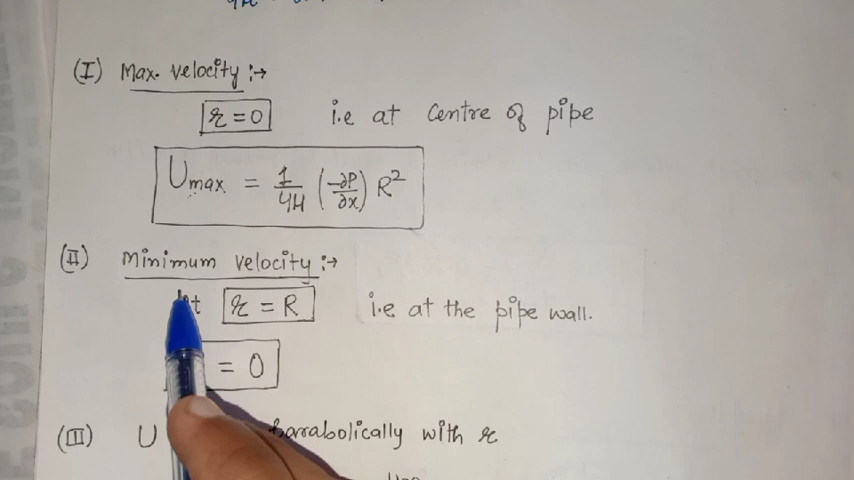 (I) Max. velocity :→
r = 0 i.e at centre of pipe
Umax = 1/4μ (-∂P/∂x) R²
(II) Minimum velocity :→
r = R i.e at the pipe wall.
= 0
(III) U parabolically with r